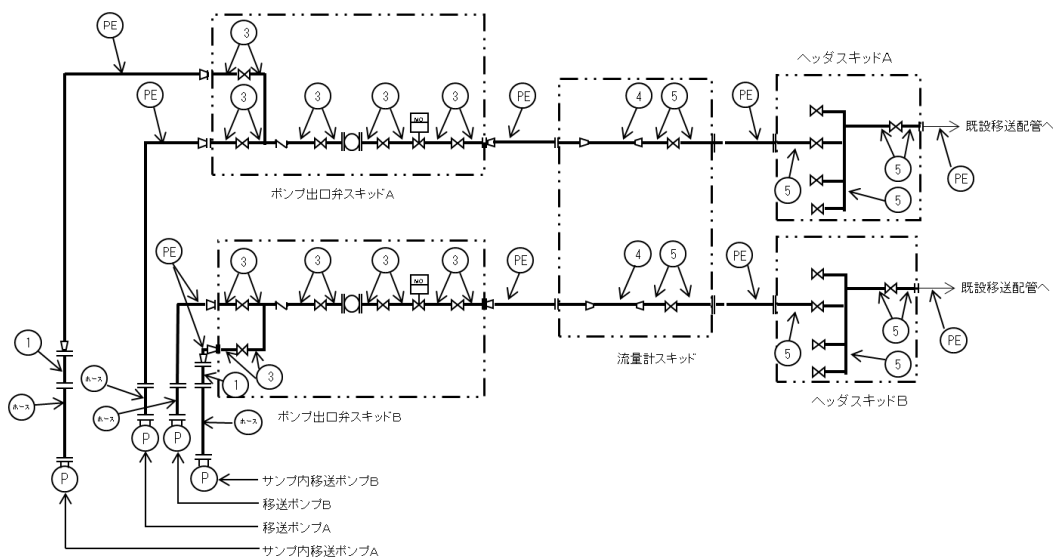 PE
3
ヘッダスキッドA
PE
3
3
3
3
PE
4
5
PE
MO
既設移送配管へ
5
PE
5
5
ポンプ出口弁スキッドA
PE
3
3
3
3
PE
4
5
PE
MO
既設移送配管へ
5
PE
5
5
1
流量計スキッド
ホース
3
1
ホース
ホース
ホース
ヘッダスキッドB
ポンプ出口弁スキッドB
P
P
P
P
サンプ内移送ポンプB
移送ポンプB
移送ポンプA
サンプ内移送ポンプA